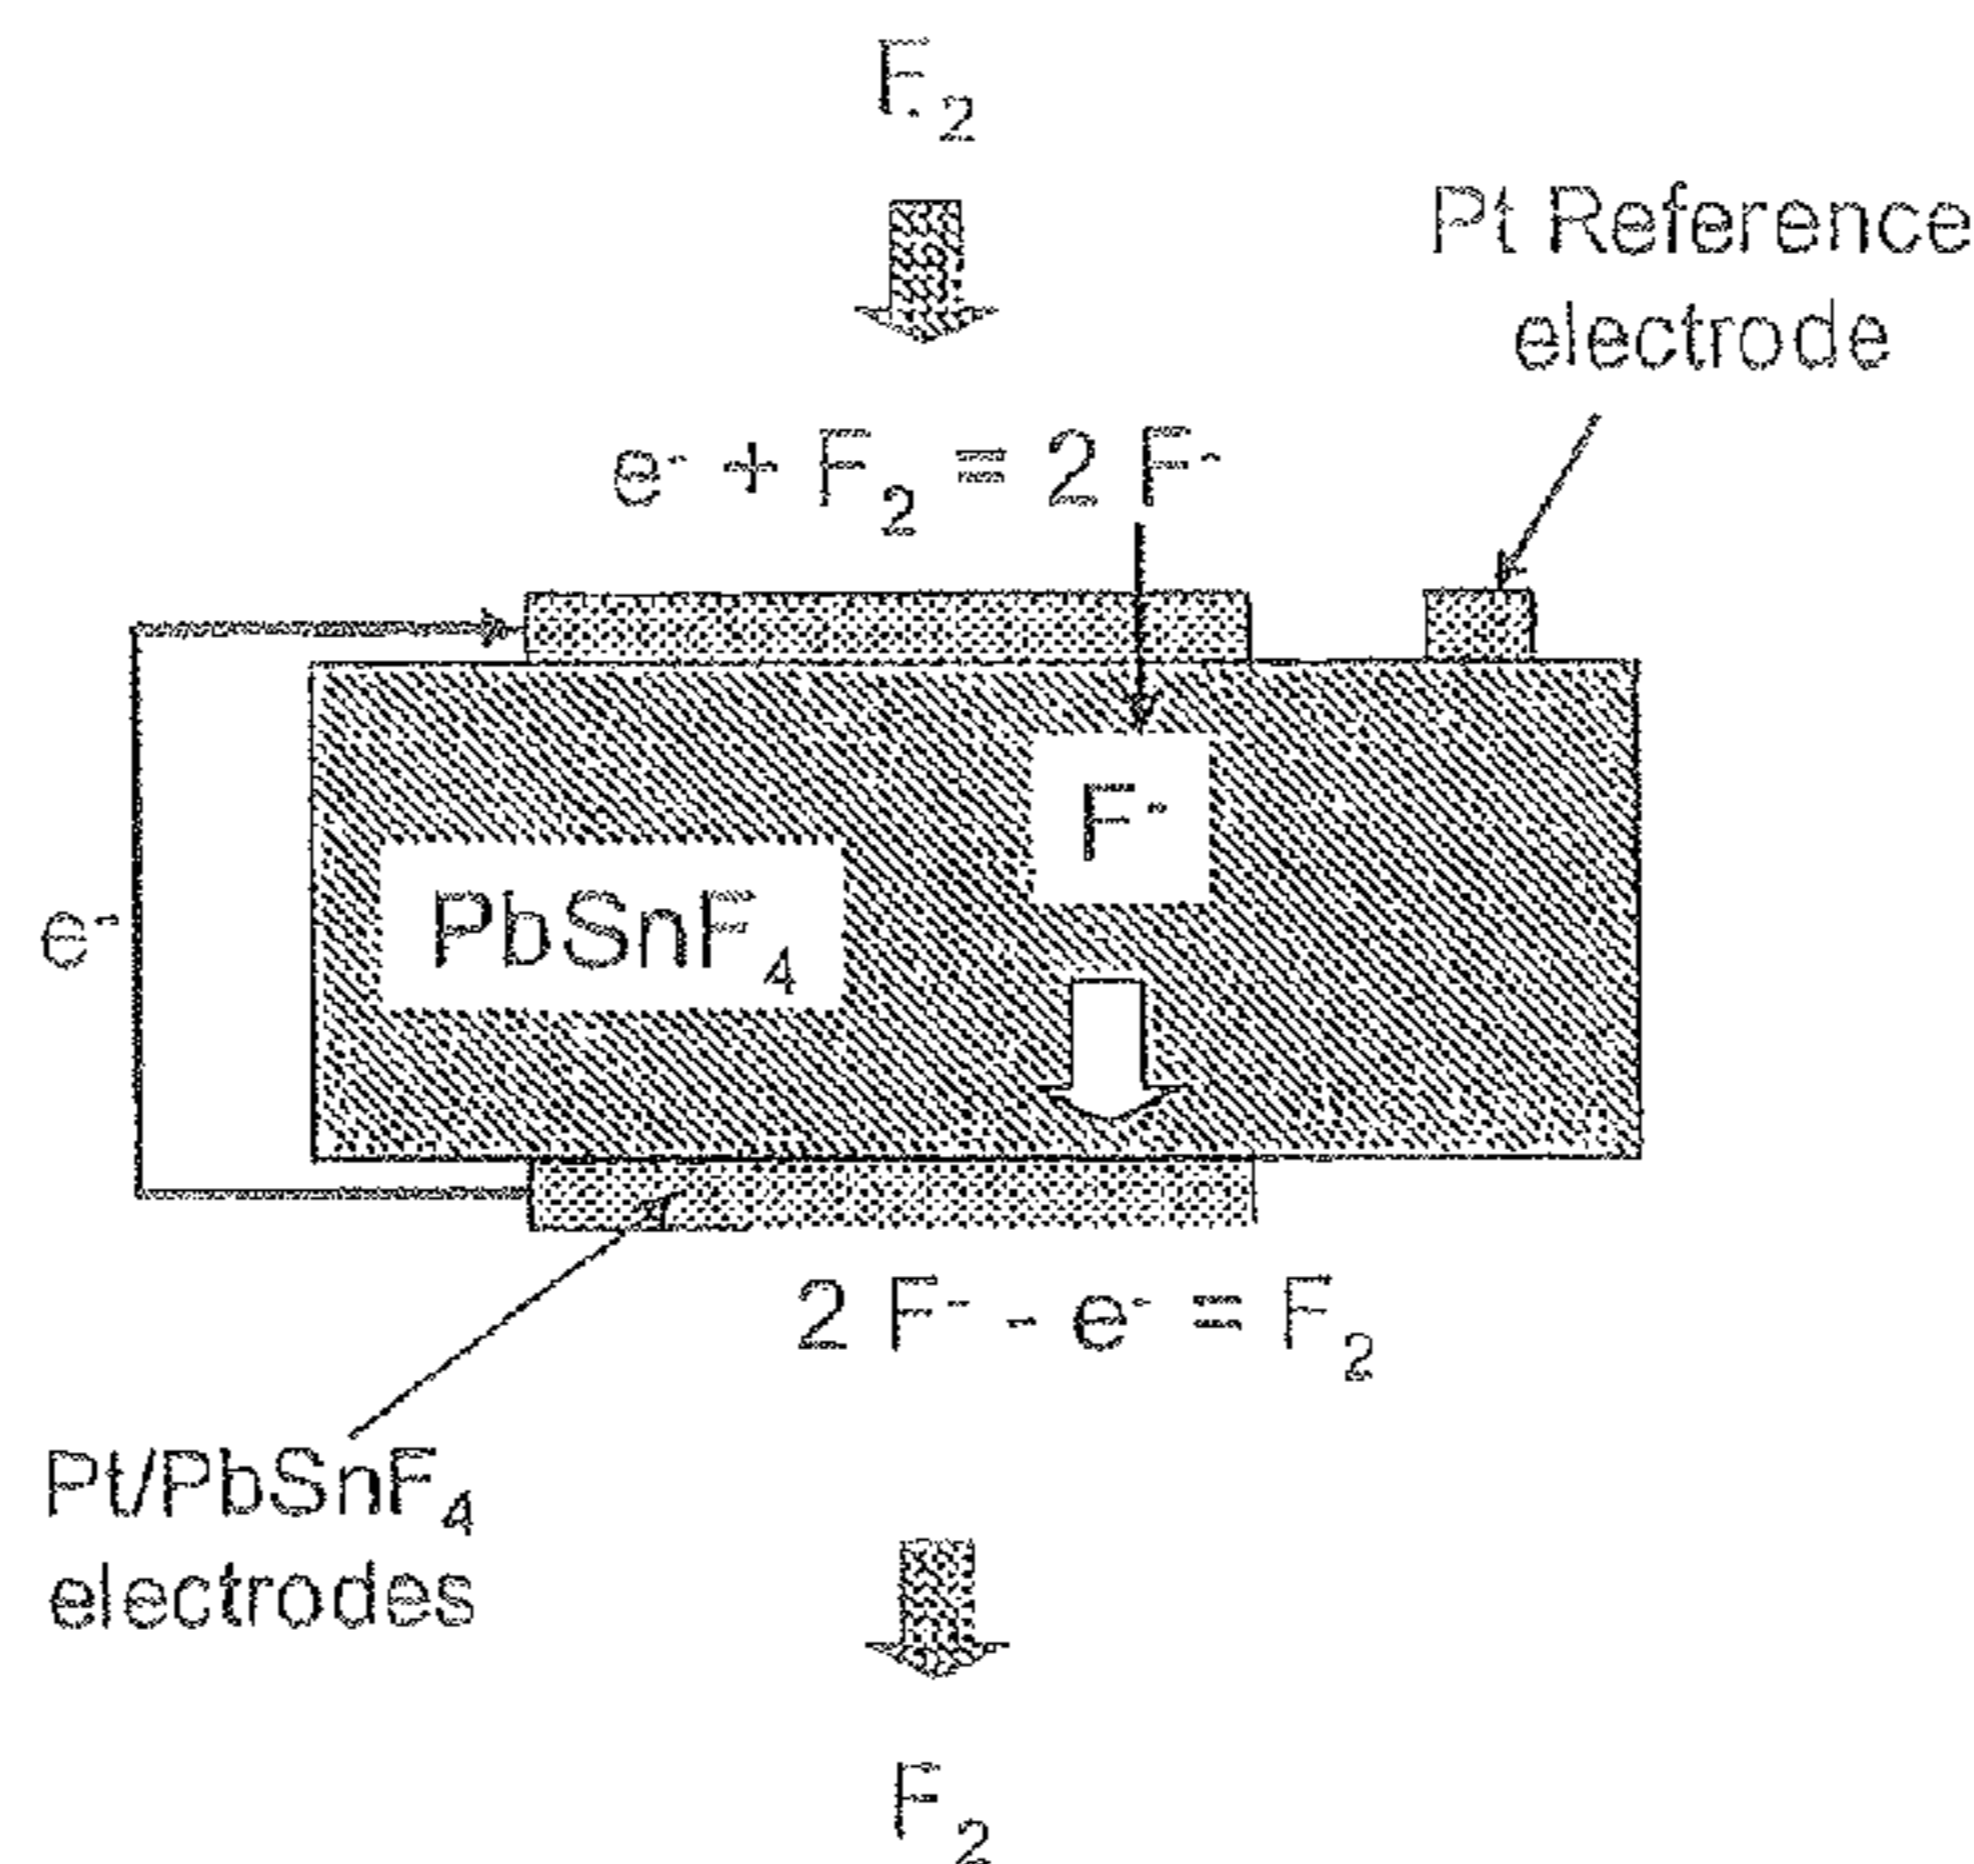 F₂
Pt Reference
electrode
e⁻ + F₂ = 2 F⁻
F⁻
PbSnF₄
e⁻
2 F⁻ - e⁻ = F₂
Pt/PbSnF₄
electrodes
F₂